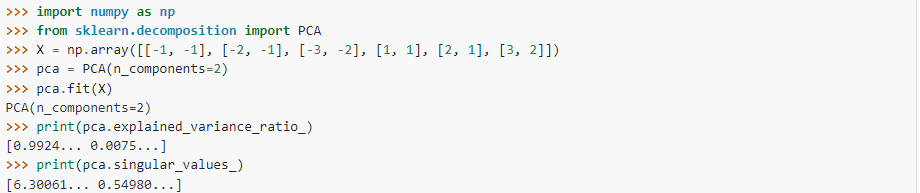 >>> import numpy as np
>>> from sklearn.decomposition import PCA
>>> X = np.array([[-1, -1], [-2, -1], [-3, -2], [1, 1], [2, 1], [3, 2]])
>>> pca = PCA(n_components=2)
>>> pca.fit(X)
PCA(n_components=2)
>>> print(pca.explained_variance_ratio_)
[0.9924... 0.0075...]
>>> print(pca.singular_values_)
[6.30061... 0.54980...]